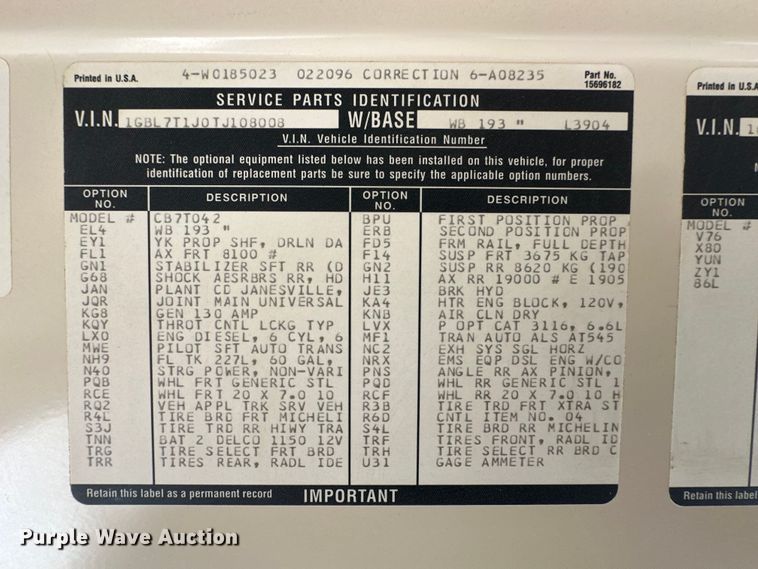 Printed in U.S.A. 4-W0185023 022096 CORRECTION 6-A08235 Part No. 15696182
SERVICE PARTS IDENTIFICATION
V.I.N. 1GBL7T1J0TJ108008 W/BASE WB 193 " L3904
V.I.N. Vehicle Identification Number
NOTE: The optional equipment listed below has been installed on this vehicle, for proper
identification of replacement parts be sure to specify the applicable option numbers.
OPTION NO. DESCRIPTION OPTION NO. DESCRIPTION
MODEL # CB7T042 BPU FIRST POSITION PROP
EL4 WB 193 " ERB SECOND POSITION PROP
EY1 YK PROP SHF, DRLN DA FD5 FRM RAIL, FULL DEPTH
FL1 AX FRT 8100 # F14 SUSP FRT 3675 KG TAP
GN1 STABILIZER SFT RR (D GN2 SUSP RR 8620 KG (190
G68 SHOCK AESRBRS RR, HD H11 AX RR 19000 # E 1905
JAN PLANT CD JANESVILLE, JE3 BRK HYD
JQR JOINT MAIN UNIVERSAL KA4 HTR ENG BLOCK, 120V,
KG8 GEN 130 AMP KNB AIR CLN DRY
KQY THROT CNTL LCKG TYP LVX P OPT CAT 3116, 6.6L
LX0 ENG DIESEL, 6 CYL, 6 MF1 TRAN AUTO ALS AT545
MWE PILOT SFT AUTO TRANS NC2 EXH SYS SGL HORZ
NH9 FL TK 227L, 60 GAL, NRX EMS EQP DSL ENG W/CO
N40 STRG POWER, NON-VARI PNS ANGLE RR AX PINION,
PQB WHL FRT GENERIC STL PQD WHL RR GENERIC STL 1
RCE WHL FRT 20 X 7.0 10 RCF WHL RR 20 X 7.0 10 H
RQ2 VEH APPL TRK SRV VEH R3B TIRE TRD FRT XTRA ST
R4L TIRE BRD FRT MICHELI R6D CNTL ITEM NO. 04
S3J TIRE TRD RR HIWY TRA S4L TIRE BRD RR MICHELIN
TNN BAT 2 DELCO 1150 12V TRF TIRES FRONT, RADL ID
TRG TIRE SELECT FRT BRD TRH TIRE SELECT RR BRD C
TRR TIRES REAR, RADL IDE U31 GAGE AMMETER
Retain this label as a permanent record IMPORTANT
Printed in U.S.A
V.I.N. 1
OPTION NO.
MODEL #
V76
X80
YUN
ZY1
86L
Retain this label
Purple Wave Auction